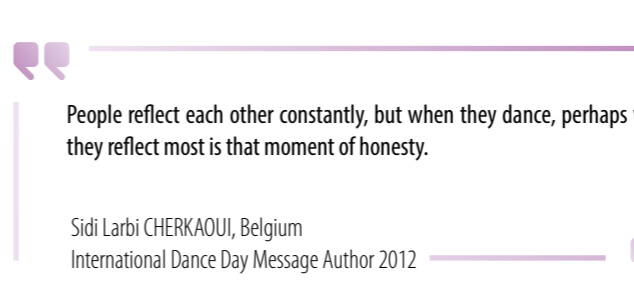 People reflect each other constantly, but when they dance, perhaps
they reflect most is that moment of honesty.
Sidi Larbi CHERKAOUI, Belgium
International Dance Day Message Author 2012